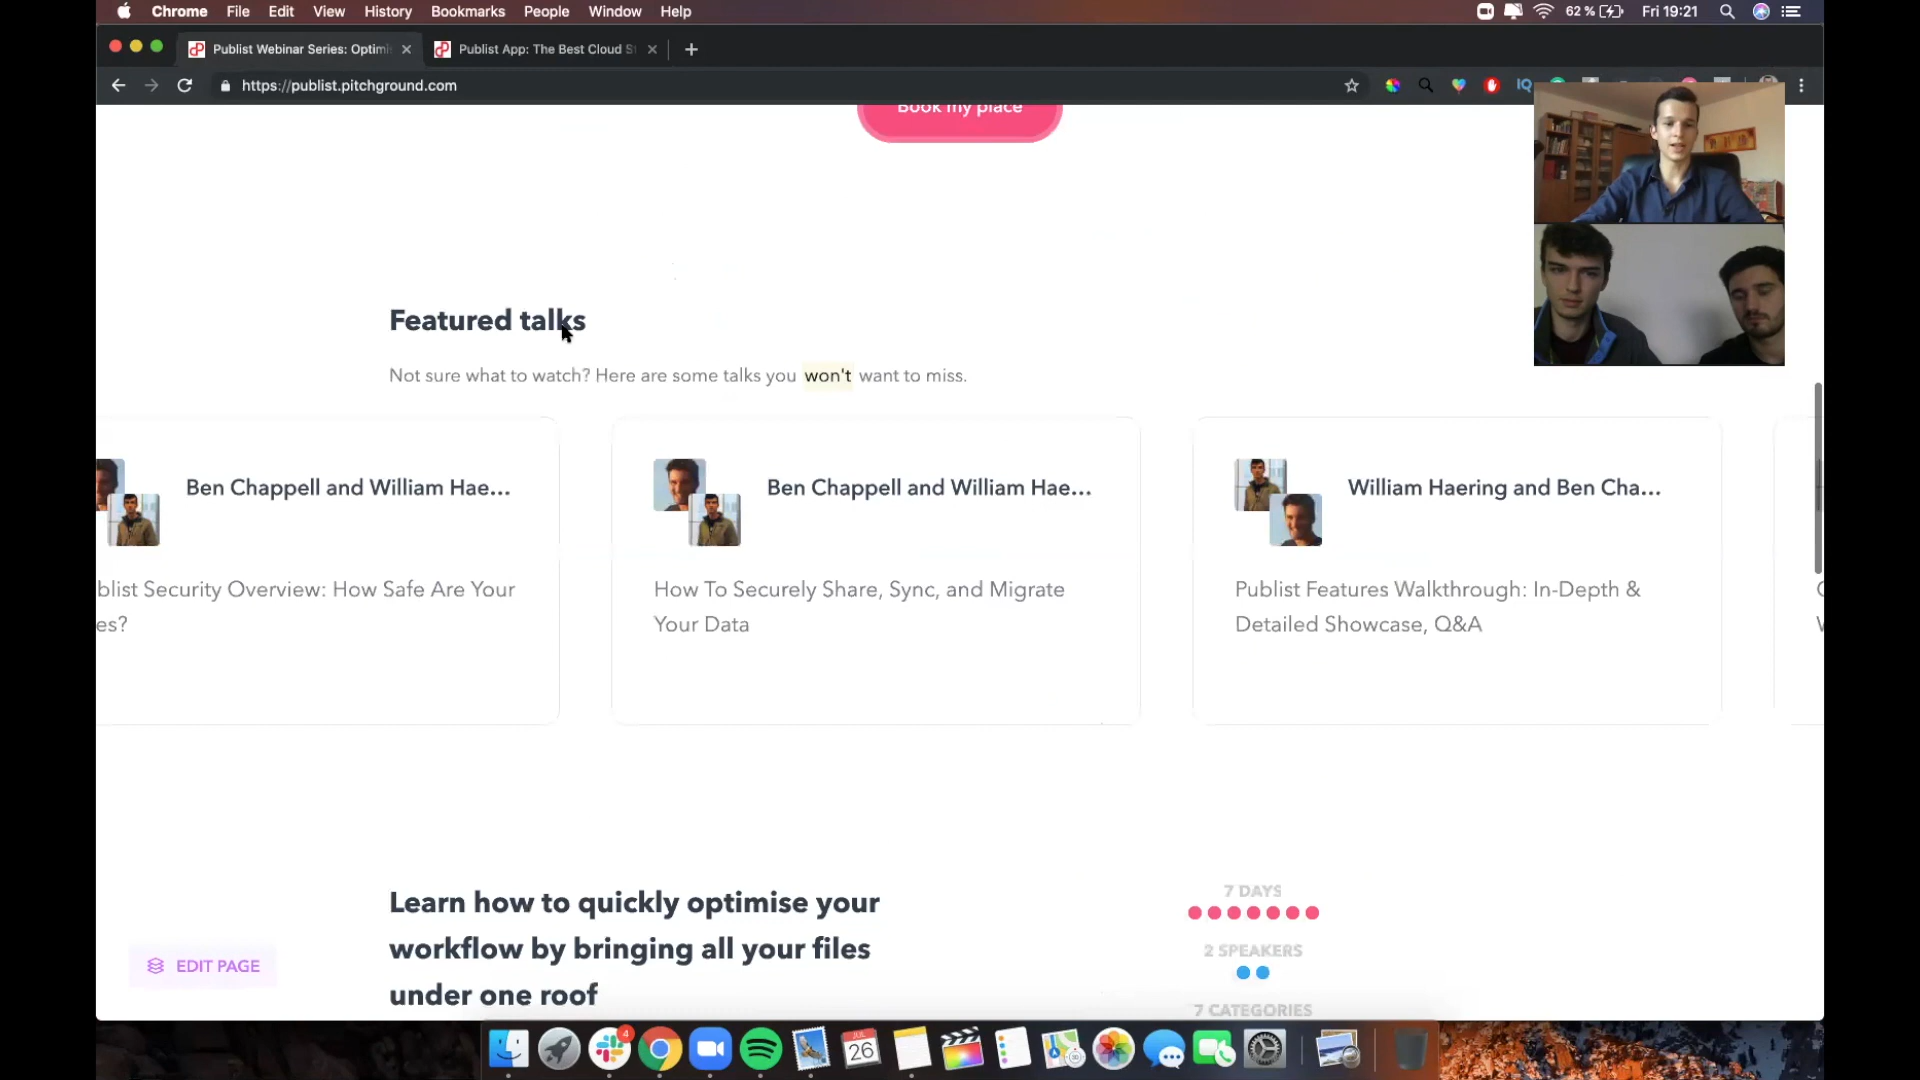 Chrome File Edit View History Bookmarks People Window Help
62 % Fri 19:21
Publist Webinar Series: Optimi
Publist App: The Best Cloud St
https://publist.pitchground.com
IQ
Book my place
Featured talks
Not sure what to watch? Here are some talks you won't want to miss.
Ben Chappell and William Hae...
Ben Chappell and William Hae...
William Haering and Ben Cha...
blist Security Overview: How Safe Are Your
es?
How To Securely Share, Sync, and Migrate
Your Data
Publist Features Walkthrough: In-Depth &
Detailed Showcase, Q&A
Learn how to quickly optimise your
workflow by bringing all your files
under one roof
7 DAYS
2 SPEAKERS
7 CATEGORIES
EDIT PAGE
4
JUL
26